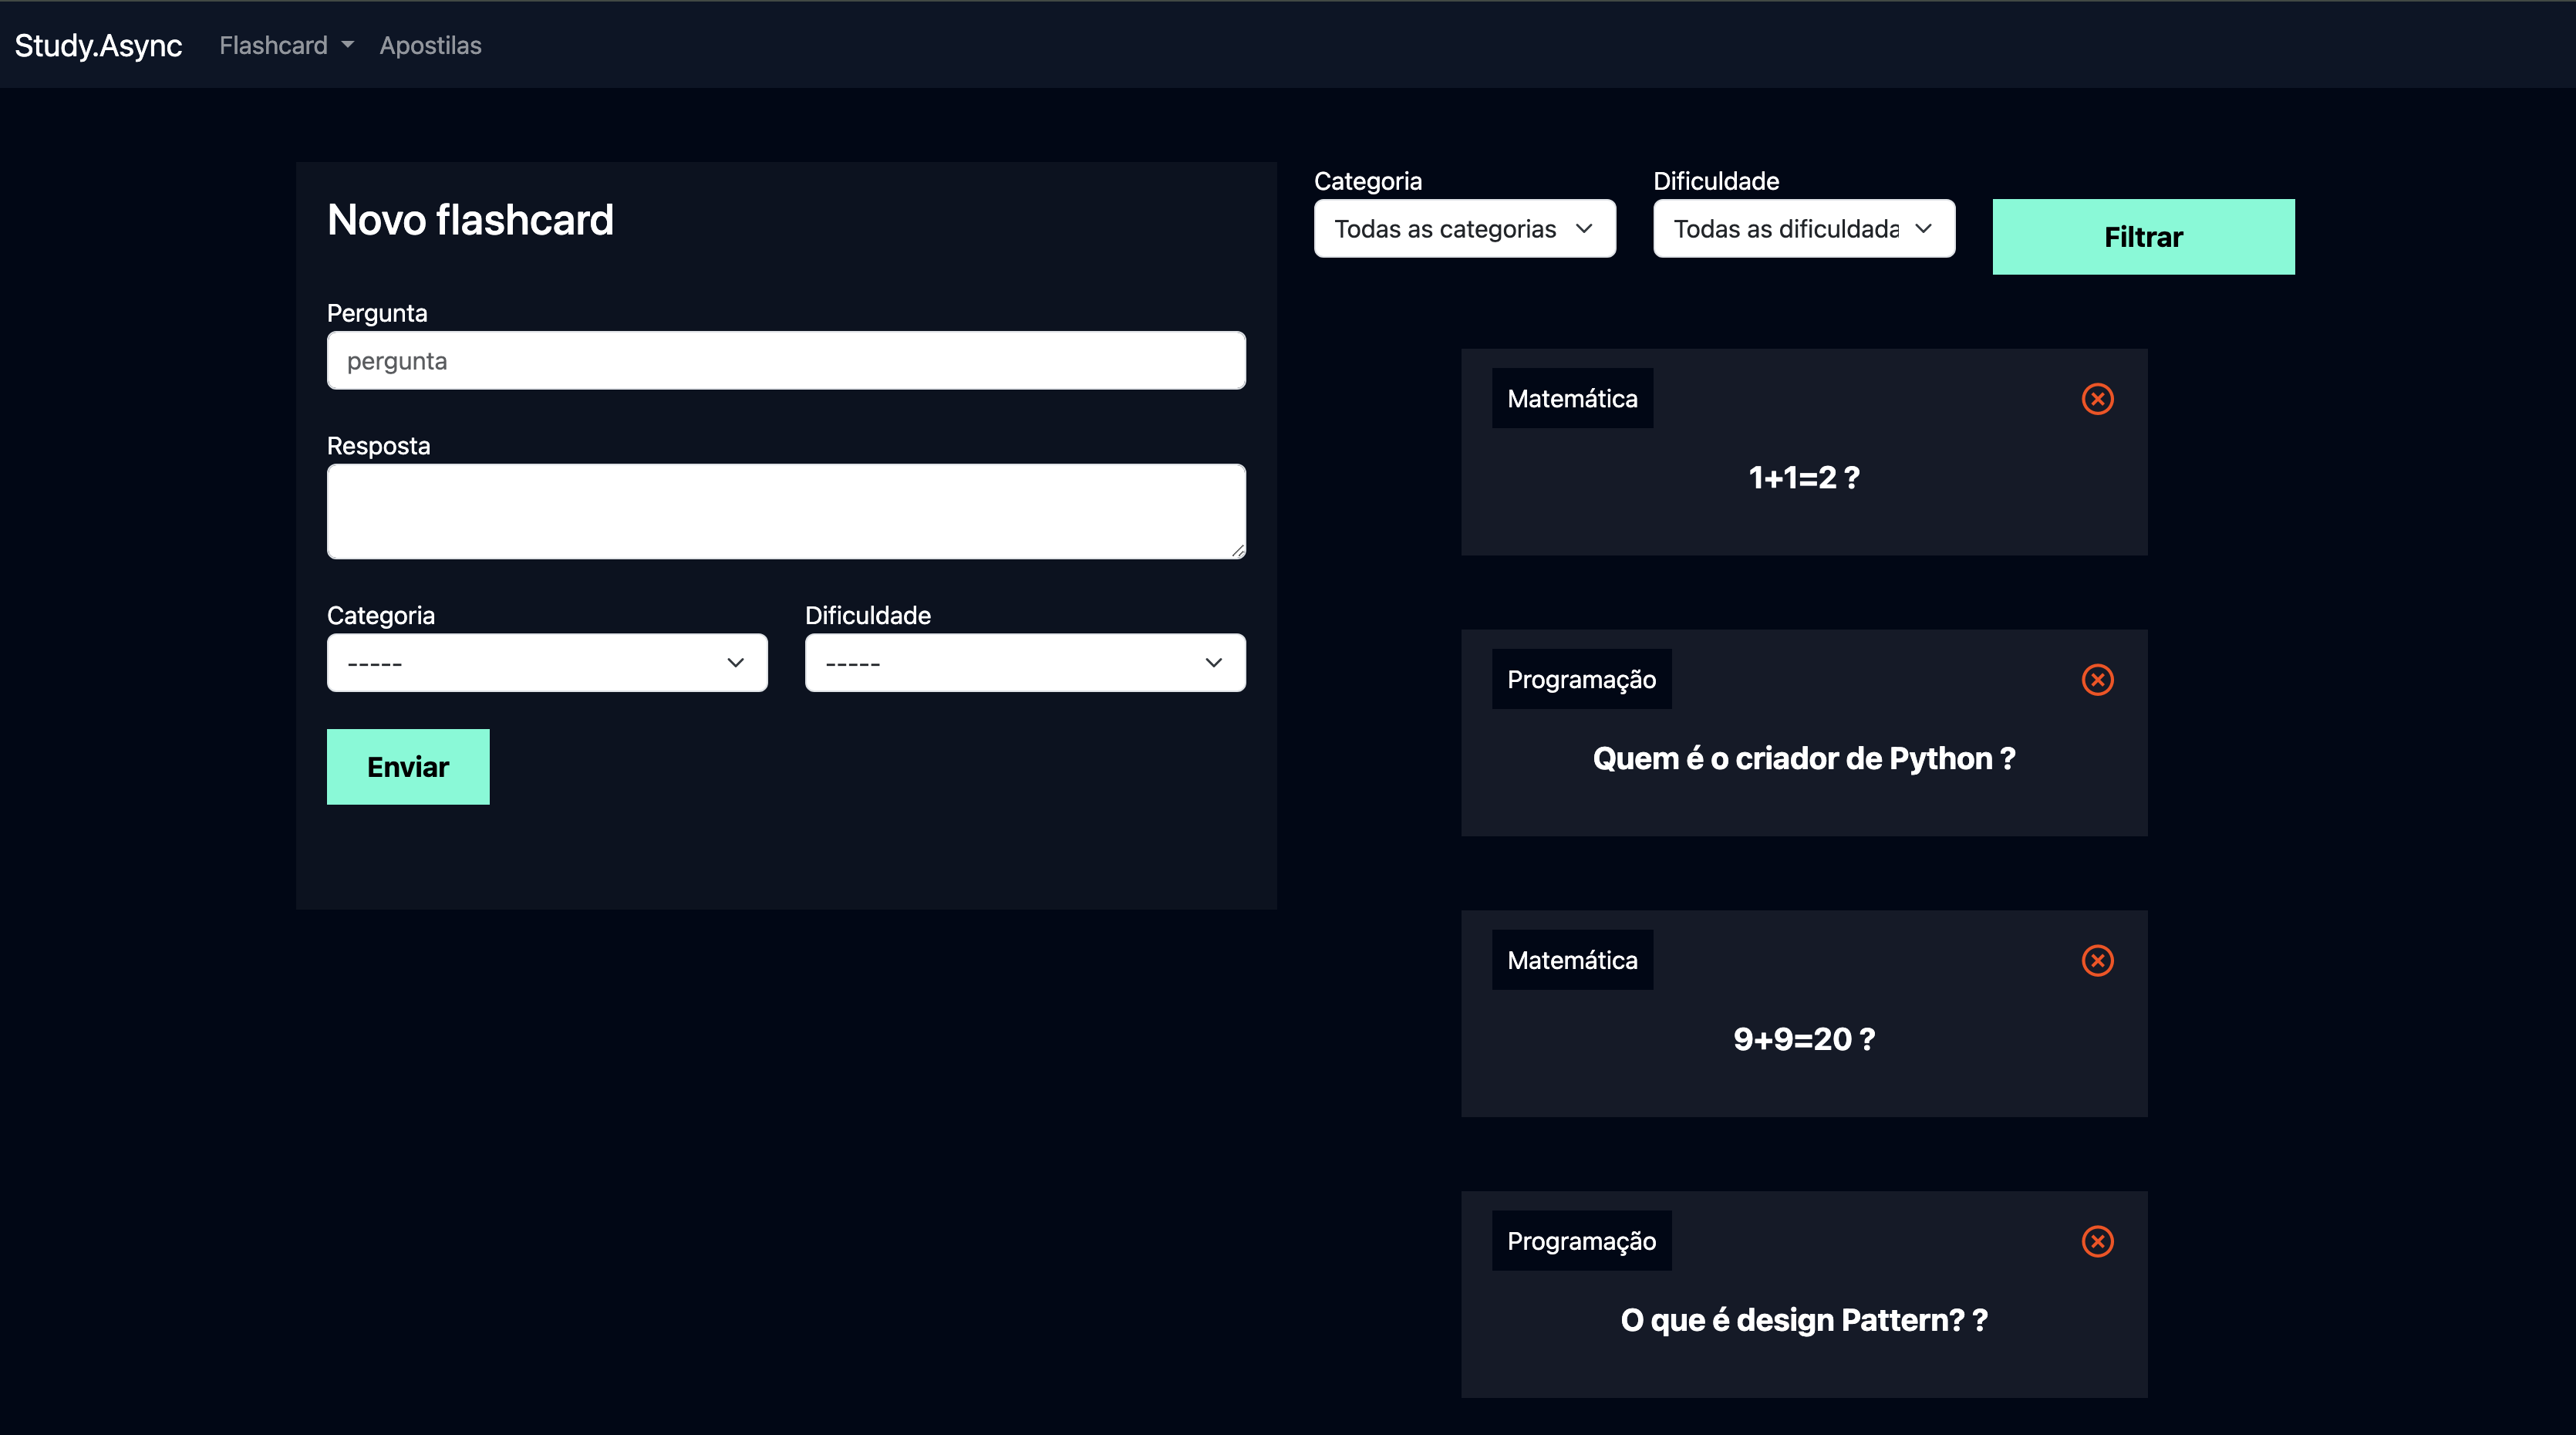 Study.Async Flashcard Apostilas
Novo flashcard
Pergunta
pergunta
Resposta
Categoria Dificuldade
----- -----
Enviar
Categoria Dificuldade
Todas as categorias Todas as dificuldada Filtrar
Matemática
1+1=2 ?
Programação
Quem é o criador de Python ?
Matemática
9+9=20 ?
Programação
O que é design Pattern? ?